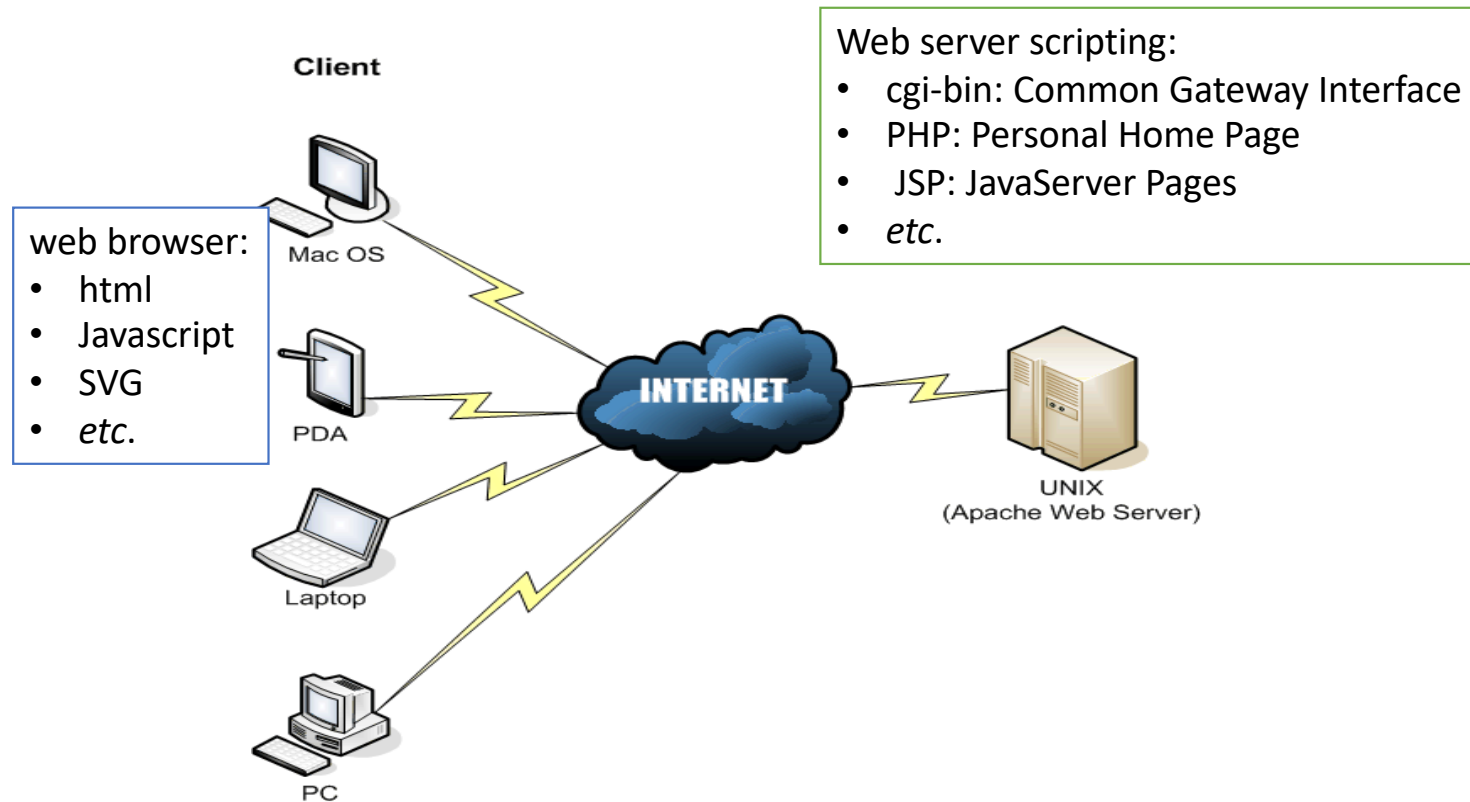 Client
Web server scripting:
• cgi-bin: Common Gateway Interface
• PHP: Personal Home Page
• JSP: JavaServer Pages
• etc.
web browser:
• html
• Javascript
• SVG
• etc.
Mac OS
PDA
Laptop
PC
INTERNET
UNIX
(Apache Web Server)